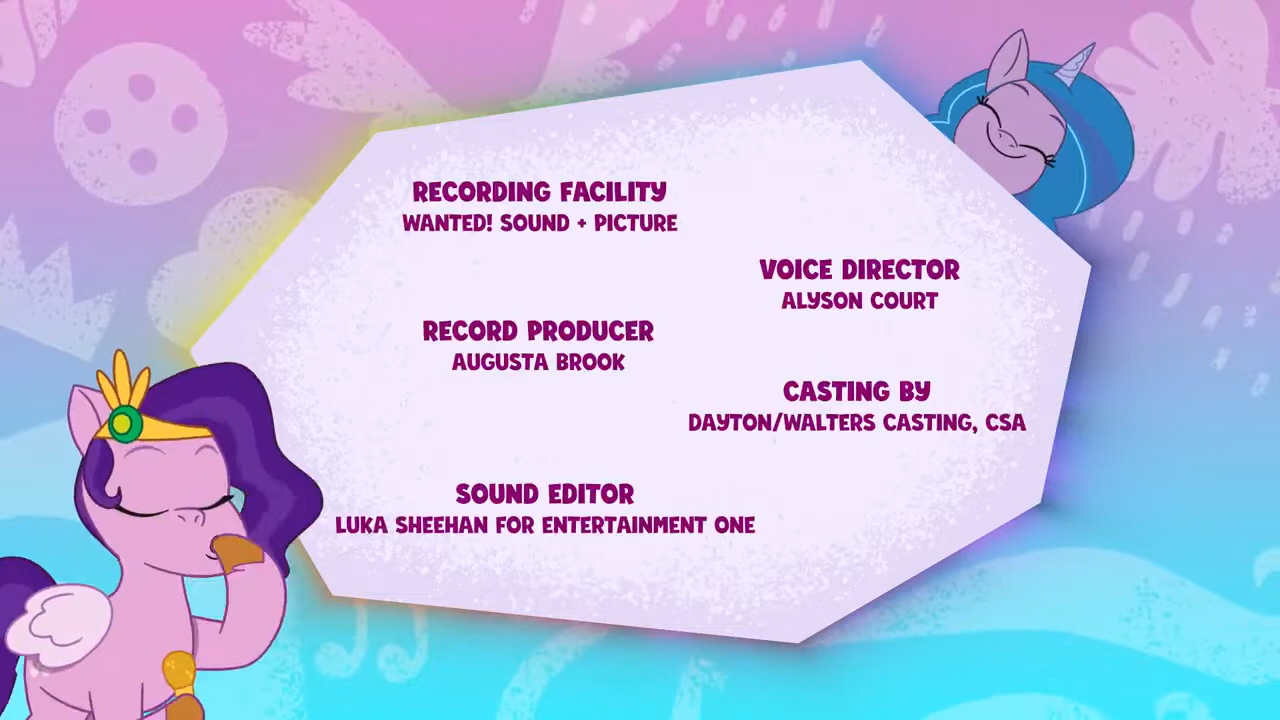 RECORDING FACILITY
WANTED! SOUND + PICTURE
VOICE DIRECTOR
ALYSON COURT
RECORD PRODUCER
AUGUSTA BROOK
CASTING BY
DAYTON/WALTERS CASTING, CSA
SOUND EDITOR
LUKA SHEEHAN FOR ENTERTAINMENT ONE